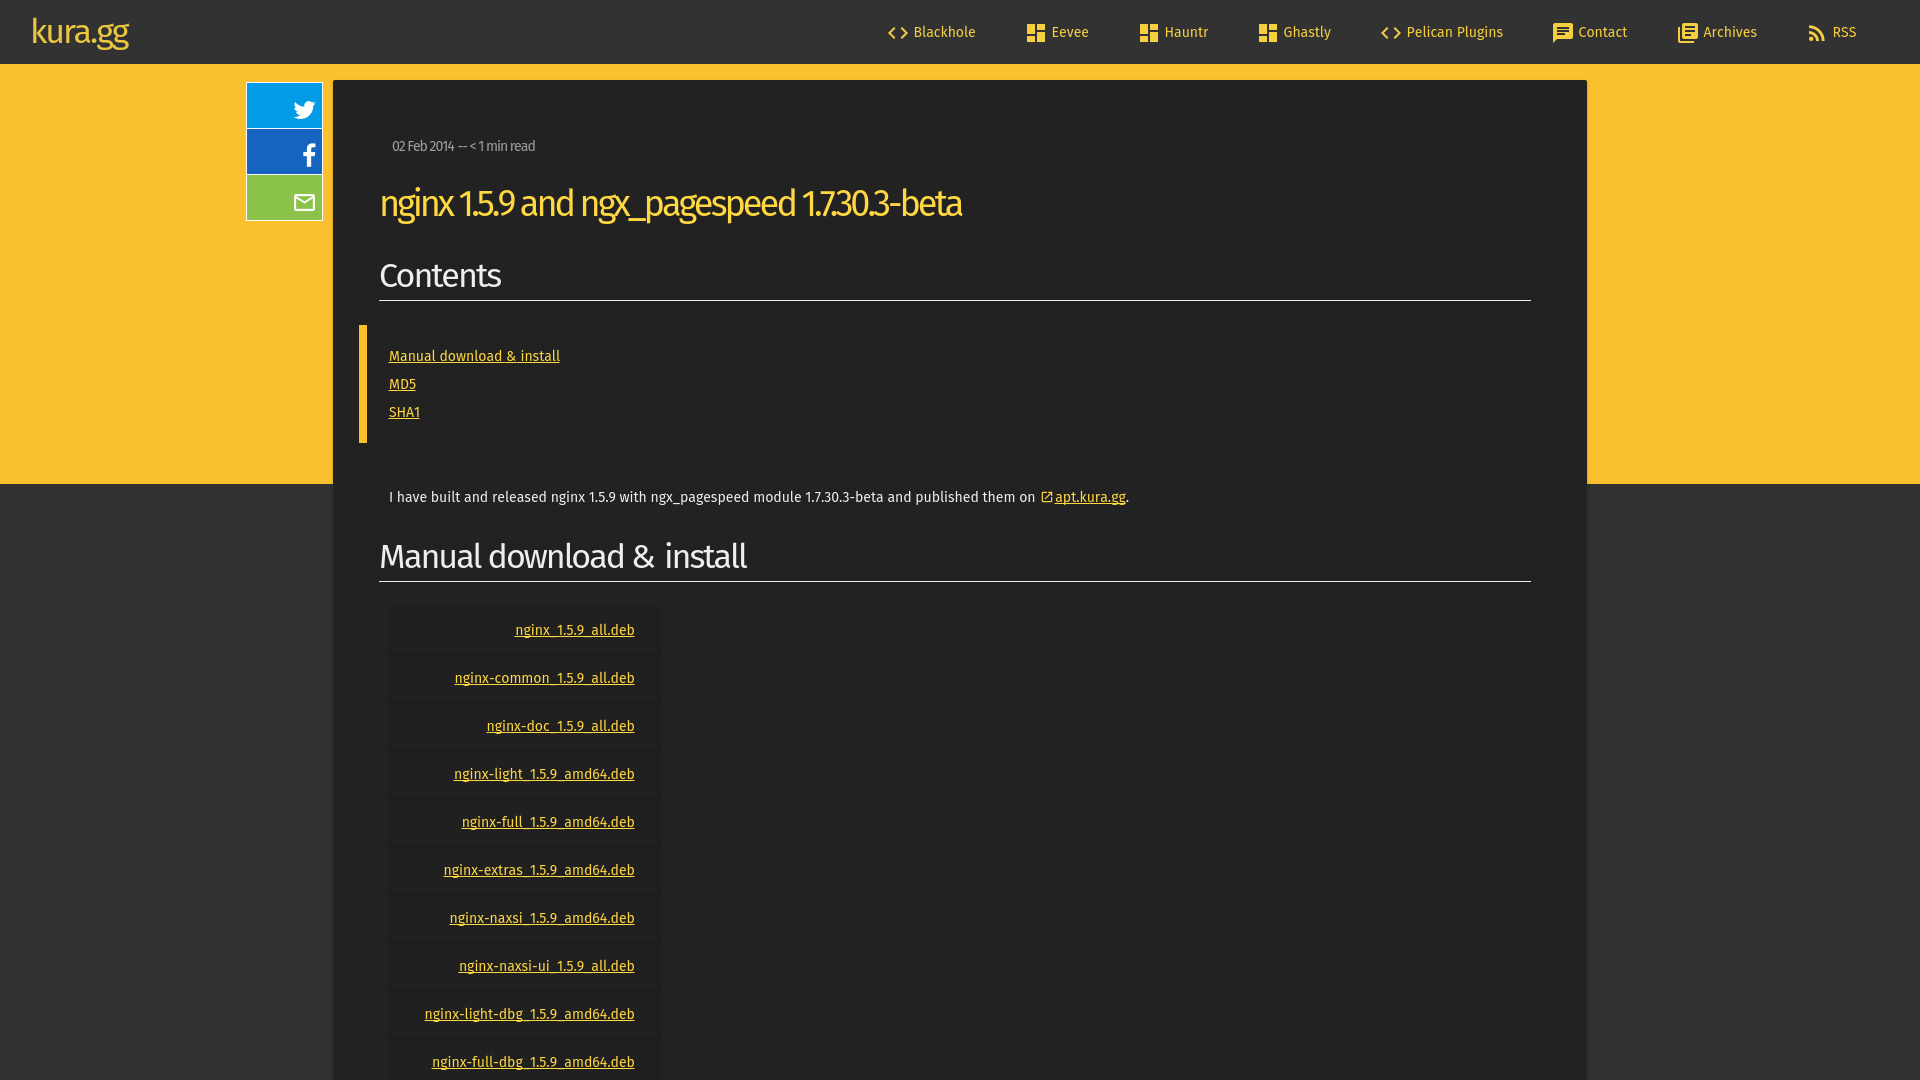 kura.gg
Blackhole
Eevee
Hauntr
Ghastly
Pelican Plugins
Contact
Archives
RSS
02 Feb 2014 -- < 1 min read
nginx 1.5.9 and ngx_pagespeed 1.7.30.3-beta
Contents
Manual download & install
MD5
SHA1
I have built and released nginx 1.5.9 with ngx_pagespeed module 1.7.30.3-beta and published them on apt.kura.gg.
Manual download & install
nginx_1.5.9_all.deb
nginx-common_1.5.9_all.deb
nginx-doc_1.5.9_all.deb
nginx-light_1.5.9_amd64.deb
nginx-full_1.5.9_amd64.deb
nginx-extras_1.5.9_amd64.deb
nginx-naxsi_1.5.9_amd64.deb
nginx-naxsi-ui_1.5.9_all.deb
nginx-light-dbg_1.5.9_amd64.deb
nginx-full-dbg_1.5.9_amd64.deb